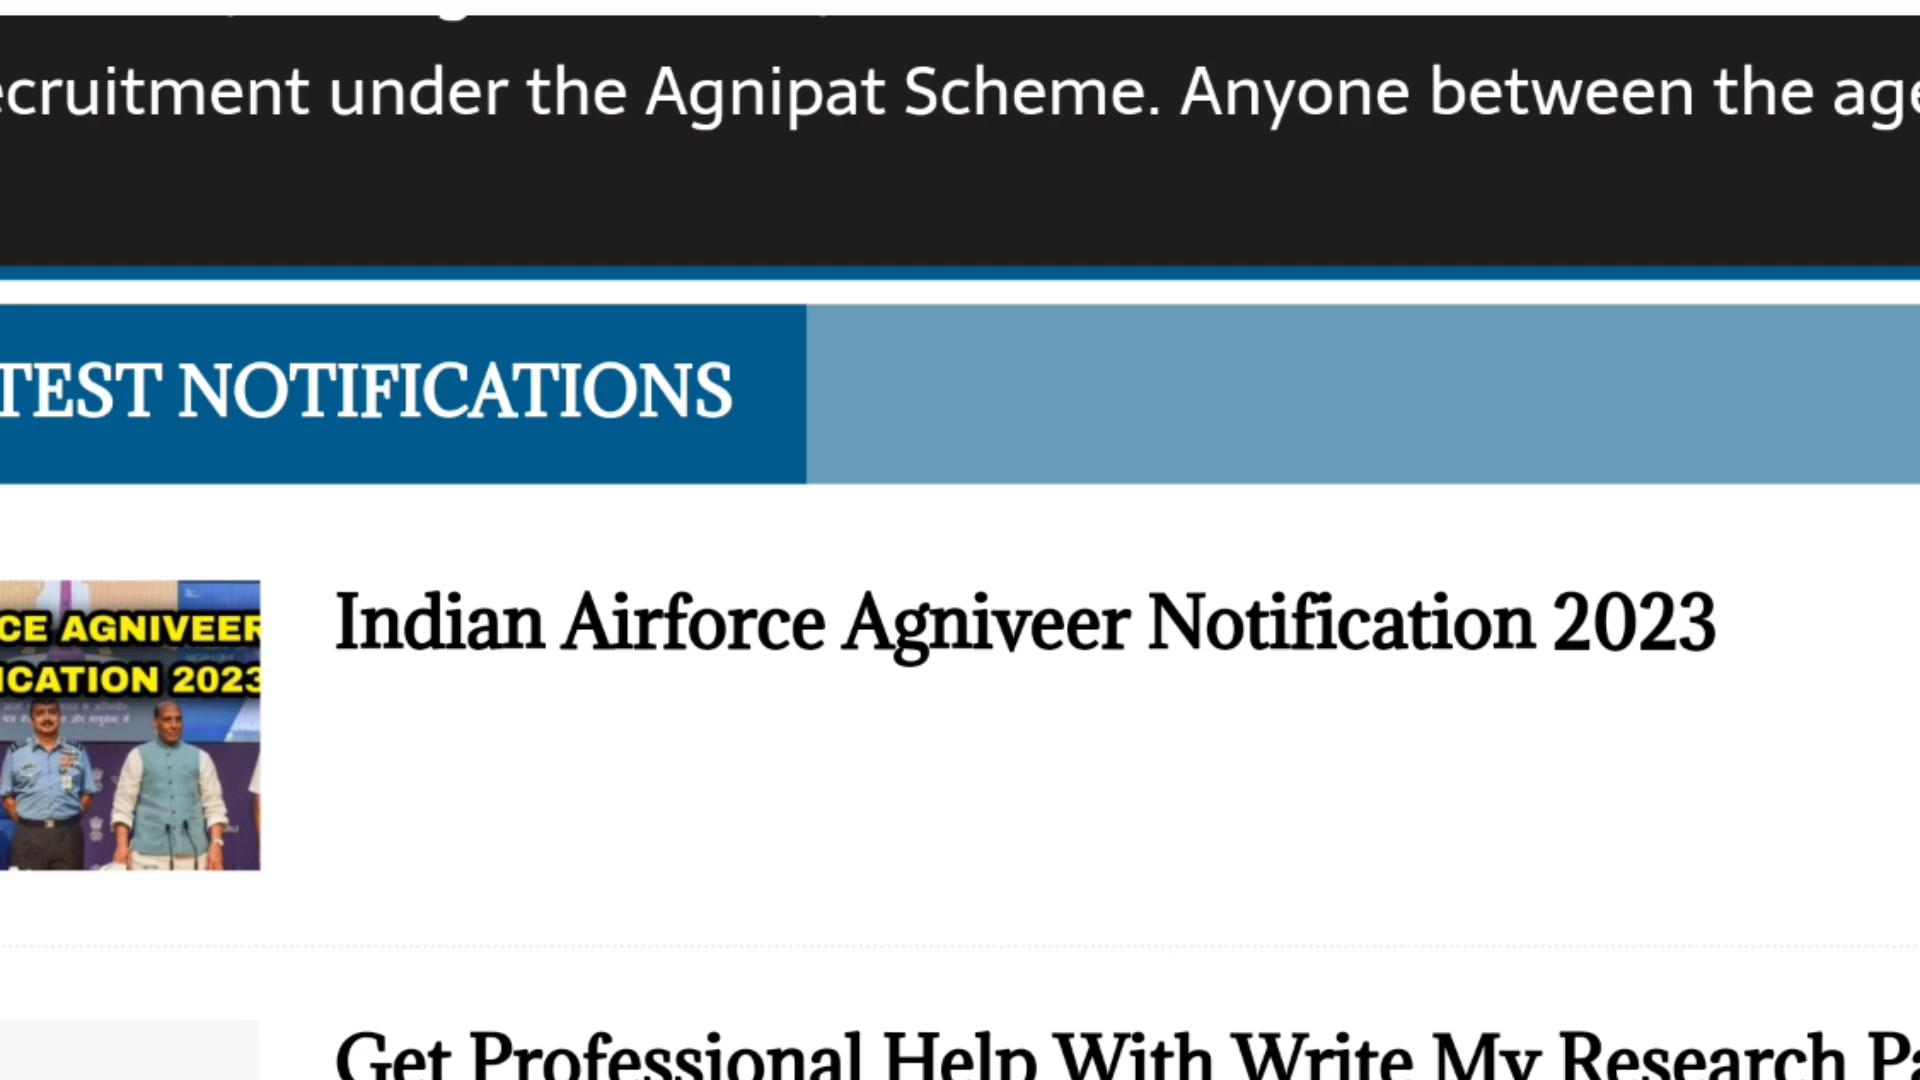 ecruitment under the Agnipat Scheme. Anyone between the age
TEST NOTIFICATIONS
CE AGNIVEER
ICATION 2023
Indian Airforce Agniveer Notification 2023
Get Professional Help With Write My Research Pa